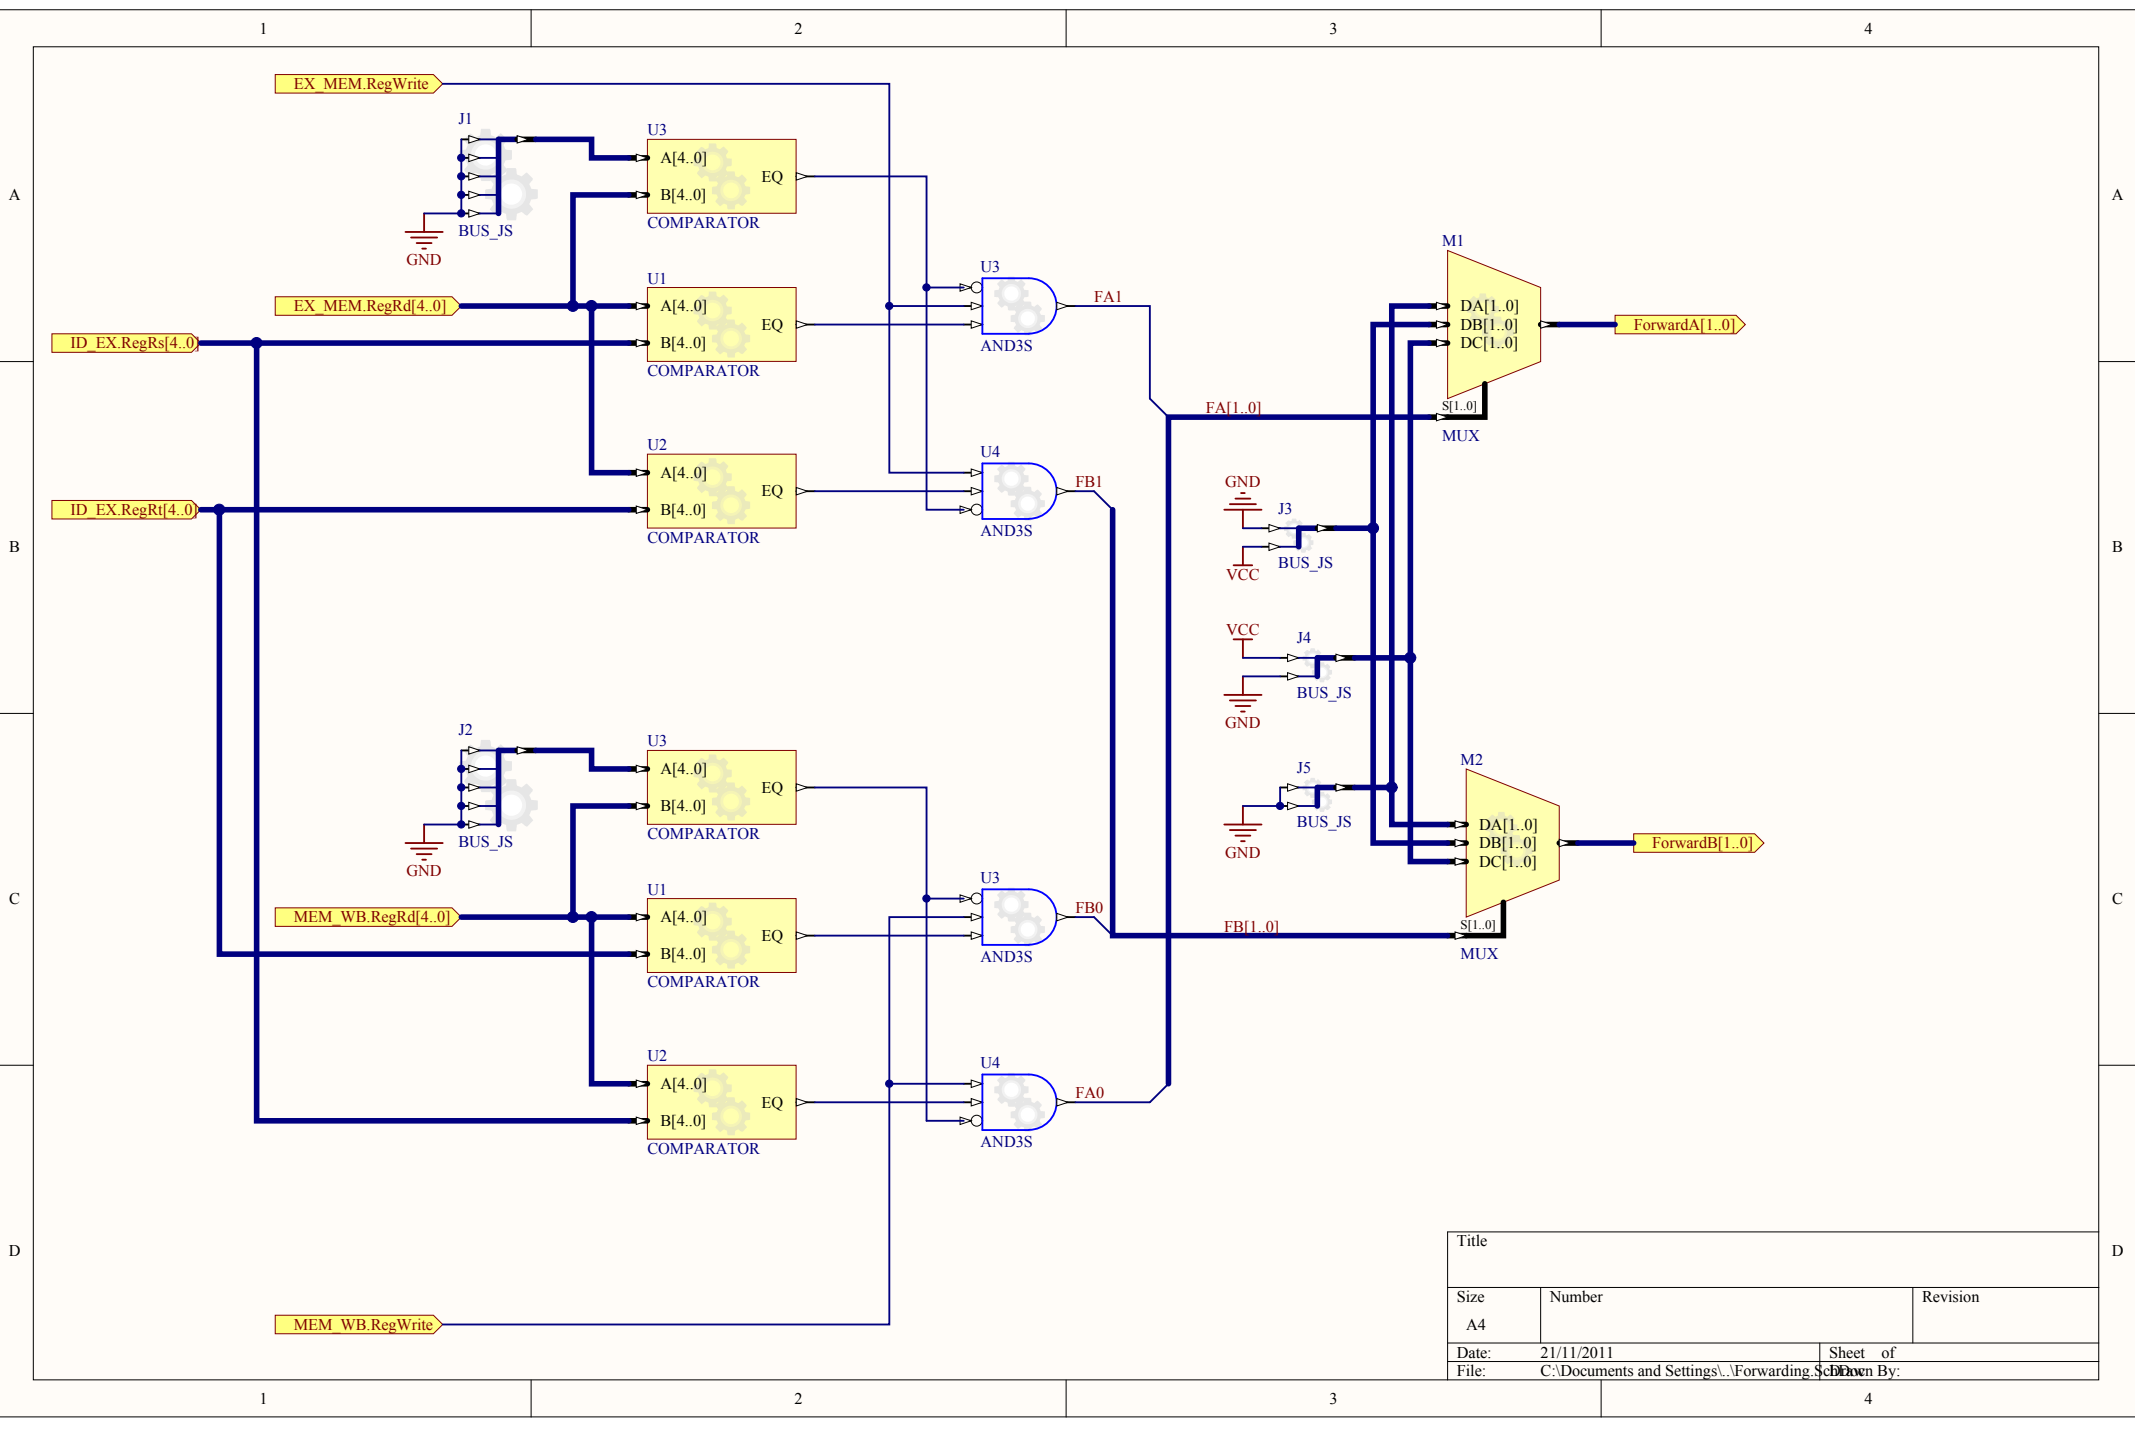 1 2 3 4
EX_MEM.RegWrite
J1
BUS_JS
GND
U3
A[4..0]
B[4..0]
EQ
COMPARATOR
A
A
EX_MEM.RegRd[4..0]
ID_EX.RegRs[4..0]
U1
A[4..0]
B[4..0]
EQ
COMPARATOR
U3
AND3S
FA1
M1
DA[1..0]
DB[1..0]
DC[1..0]
S[1..0]
MUX
ForwardA[1..0]
FA[1..0]
U2
A[4..0]
B[4..0]
EQ
COMPARATOR
ID_EX.RegRt[4..0]
U4
AND3S
FB1
B
B
GND
J3
BUS_JS
VCC
VCC
J4
BUS_JS
GND
J2
BUS_JS
GND
U3
A[4..0]
B[4..0]
EQ
COMPARATOR
J5
BUS_JS
GND
M2
DA[1..0]
DB[1..0]
DC[1..0]
S[1..0]
MUX
ForwardB[1..0]
C
C
MEM_WB.RegRd[4..0]
U1
A[4..0]
B[4..0]
EQ
COMPARATOR
U3
AND3S
FB0
FB[1..0]
U2
A[4..0]
B[4..0]
EQ
COMPARATOR
U4
AND3S
FA0
D
D
MEM_WB.RegWrite
Title
Size Number Revision
A4
Date: 21/11/2011 Sheet of
File: C:\Documents and Settings\..\Forwarding.SchDoc Drawn By:
1 2 3 4